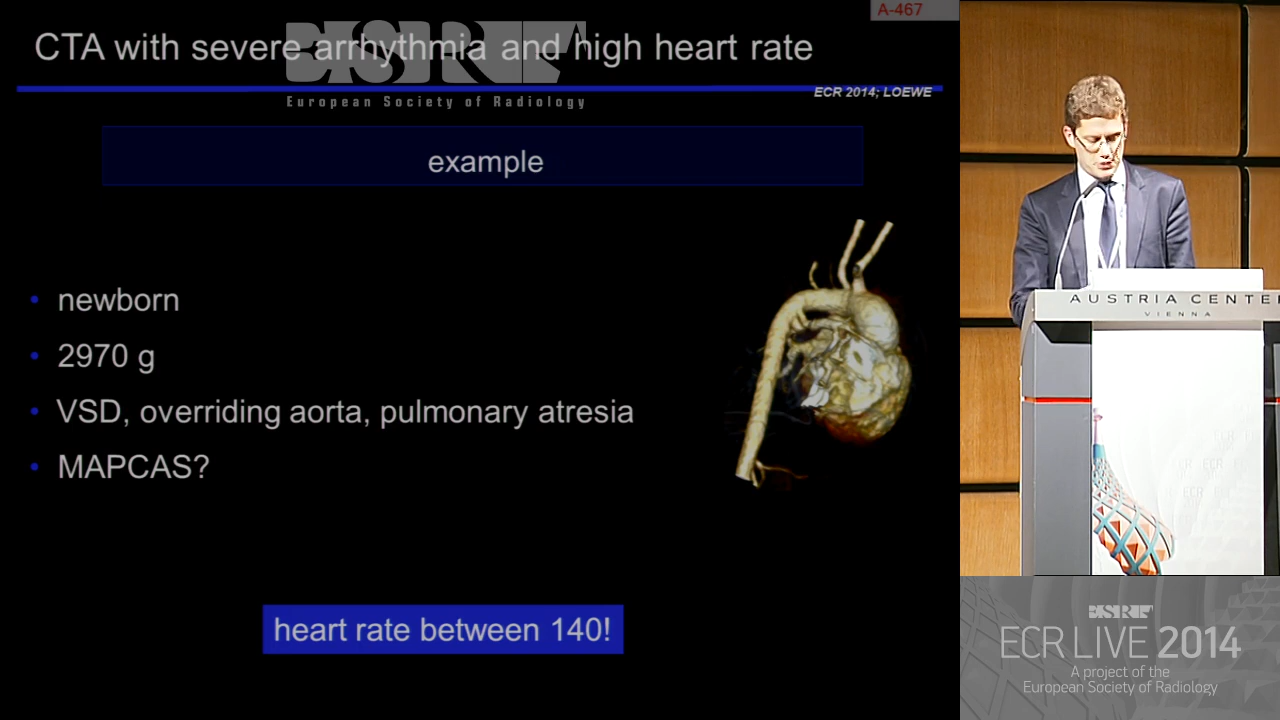 A-467
CTA with severe arrhythmia and high heart rate
ESR
European Society of Radiology
ECR 2014; LOEWE
example
• newborn
• 2970 g
• VSD, overriding aorta, pulmonary atresia
• MAPCAS?
heart rate between 140!
AUSTRIA CENTE
VIENNA
ESR
ECR LIVE 2014
A project of the
European Society of Radiology